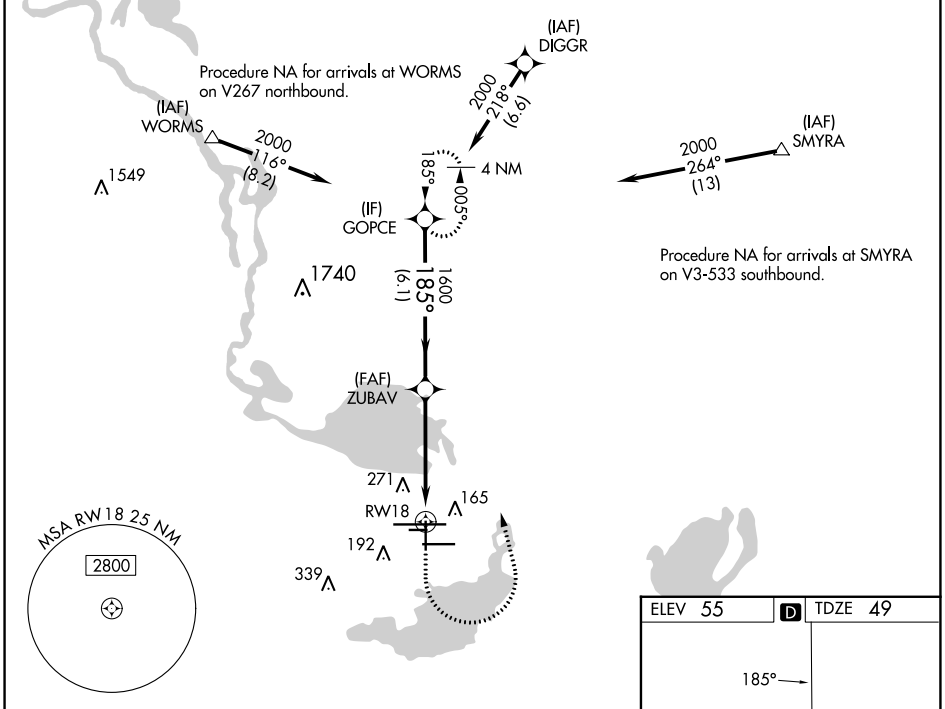 (IAF)
DIGGR
Procedure NA for arrivals at WORMS
on V267 northbound.
2000
218°
(6.6)
(IAF)
WORMS
2000
116°
(8.2)
(IAF)
SMYRA
2000
264°
(13)
185°
4 NM
005°
1549
(IF)
GOPCE
Procedure NA for arrivals at SMYRA
on V3-533 southbound.
1740
1600
185°
(6.1)
(FAF)
ZUBAV
271
165
RW18
192
339
MSA RW18 25 NM
2800
ELEV 55 D TDZE 49
185°